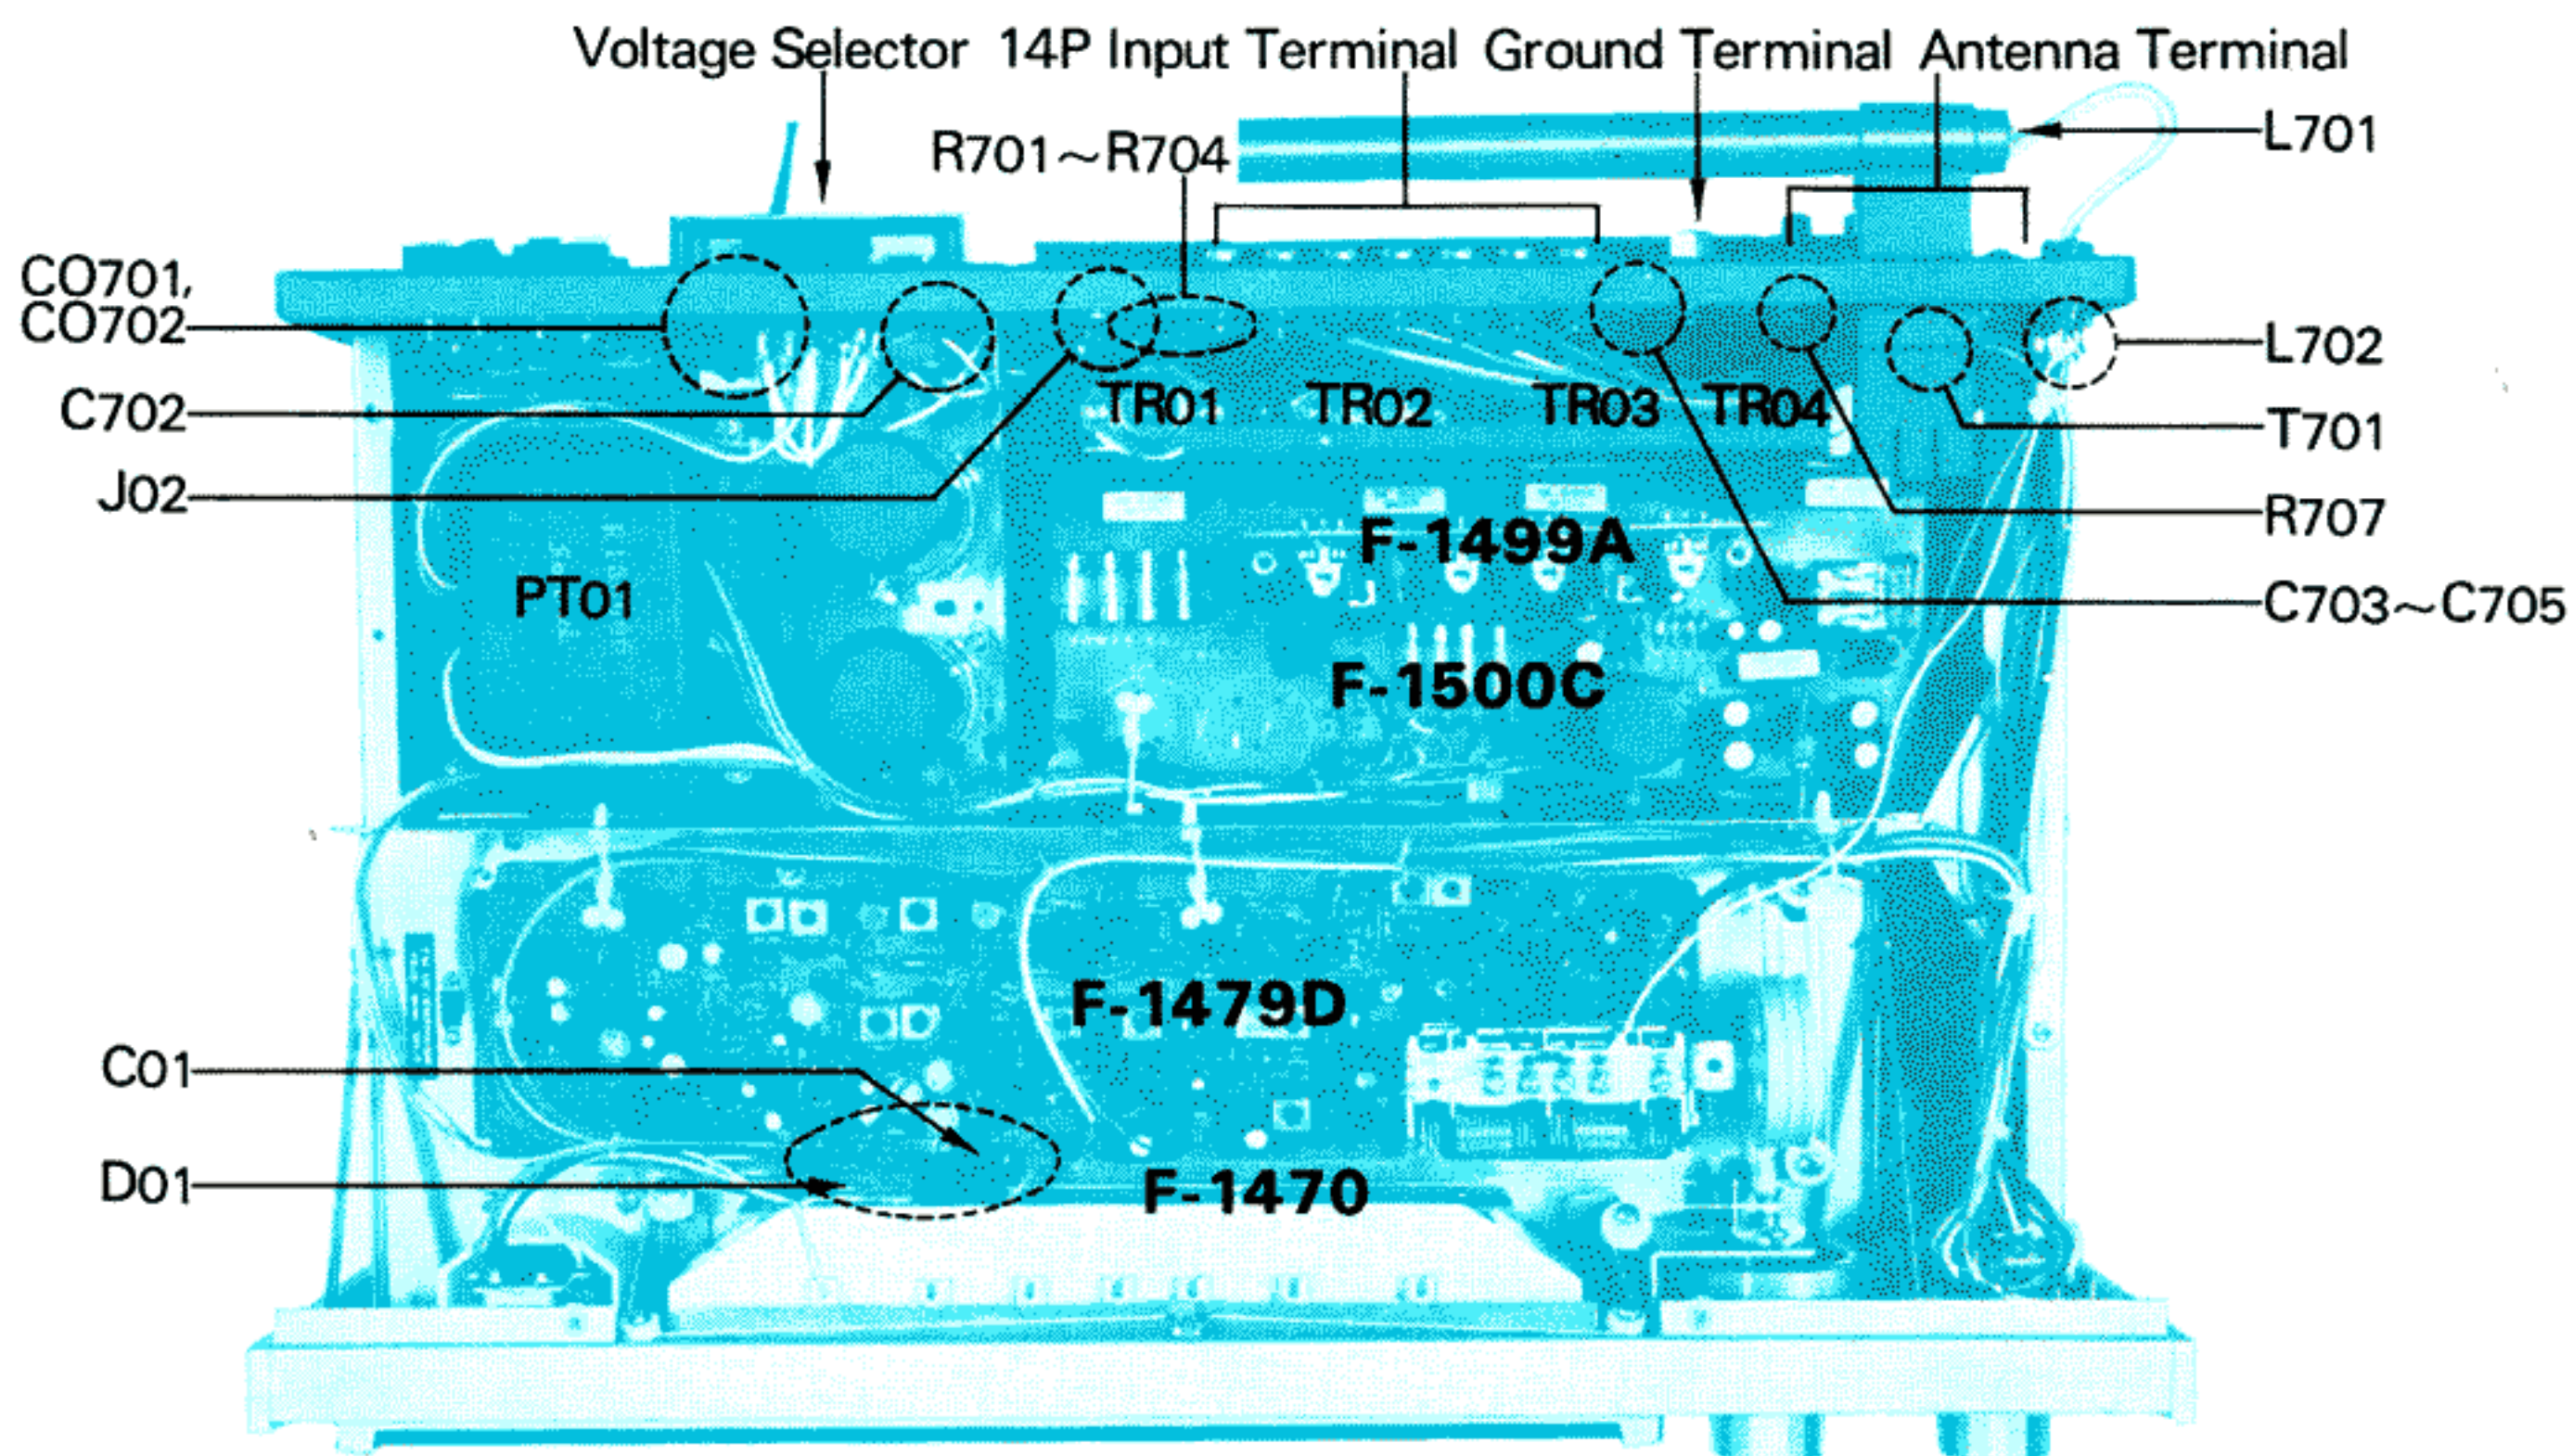 Voltage Selector 14P Input Terminal Ground Terminal Antenna Terminal
L701
R701~R704
CO701,
CO702
L702
C702
TR01 TR02 TR03 TR04
T701
J02
R707
F-1499A
PT01
C703~C705
F-1500C
F-1479D
C01
D01
F-1470